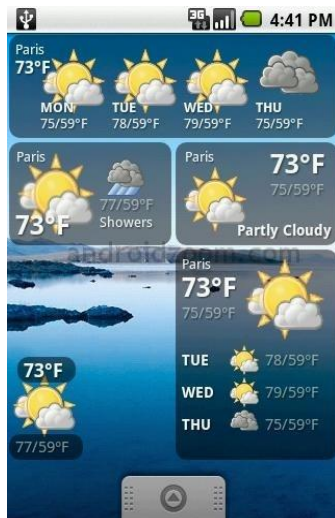 3G 4:41 PM
Paris
73°F
MON TUE WED THU
75/59°F 78/59°F 79/59°F 75/59°F
Paris
73°F
77/59°F
Showers
Paris
73°F
75/59°F
Partly Cloudy
androidzoom.com
Paris
73°F
75/59°F
TUE 78/59°F
WED 79/59°F
THU 75/59°F
73°F
77/59°F